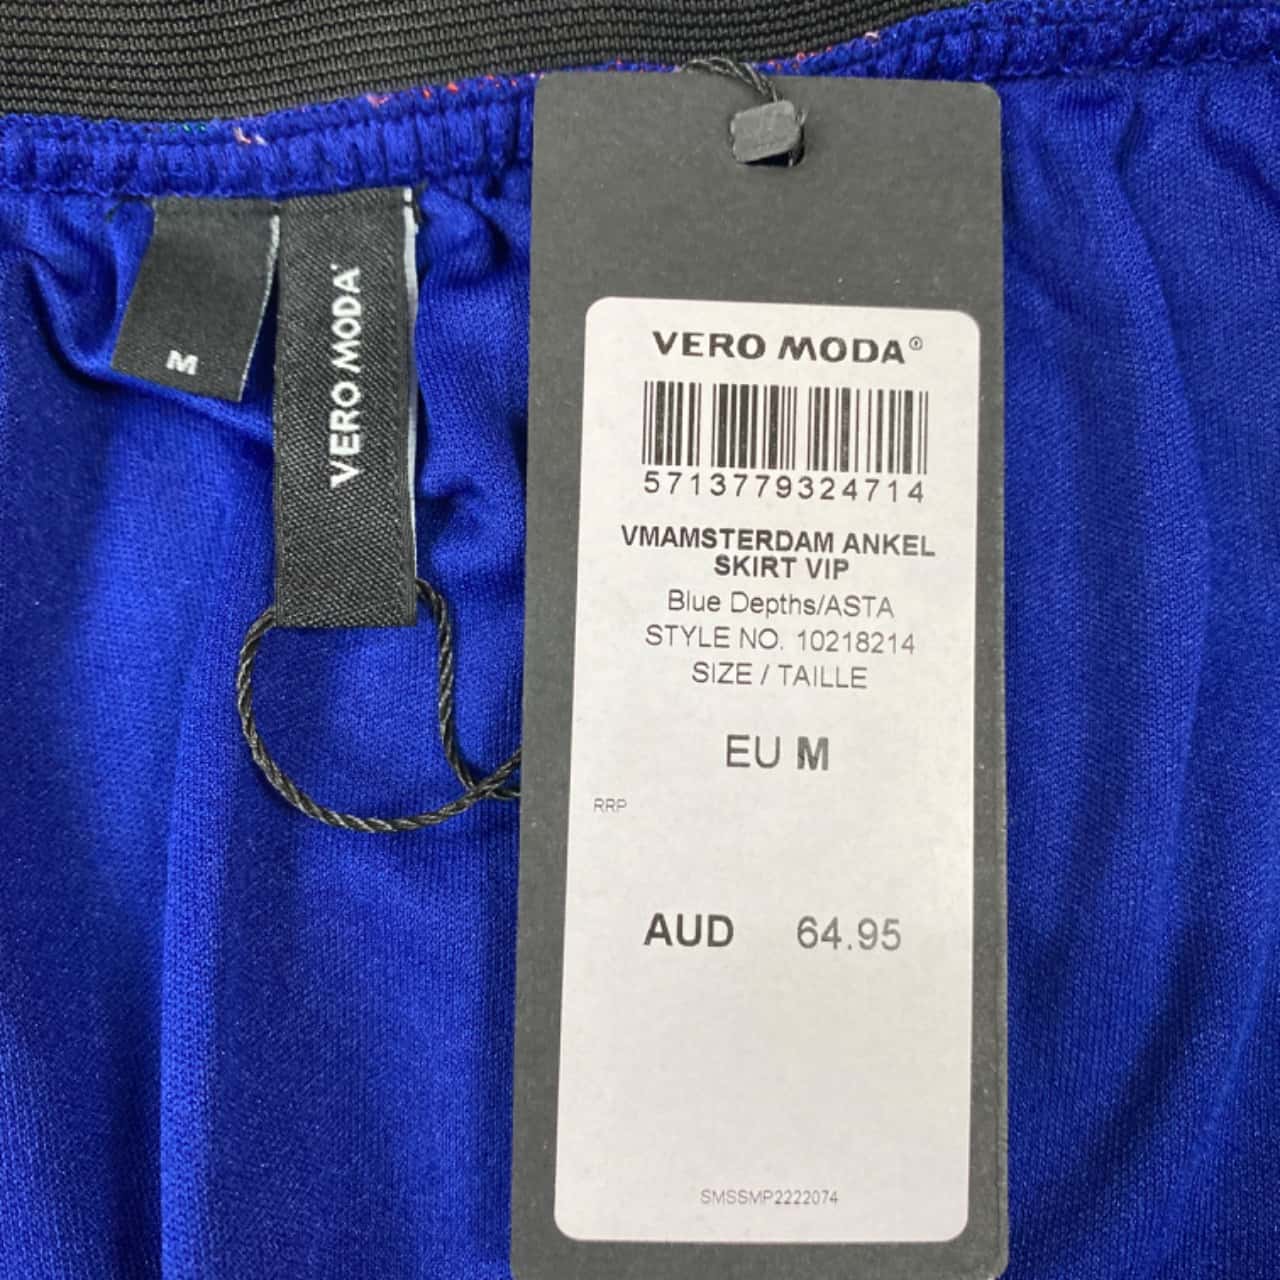 M
VERO MODA
VERO MODA®
5713779324714
VMAMSTERDAM ANKEL
SKIRT VIP
Blue Depths/ASTA
STYLE NO. 10218214
SIZE / TAILLE
EU M
RRP
AUD 64.95
SMSSMP2222074